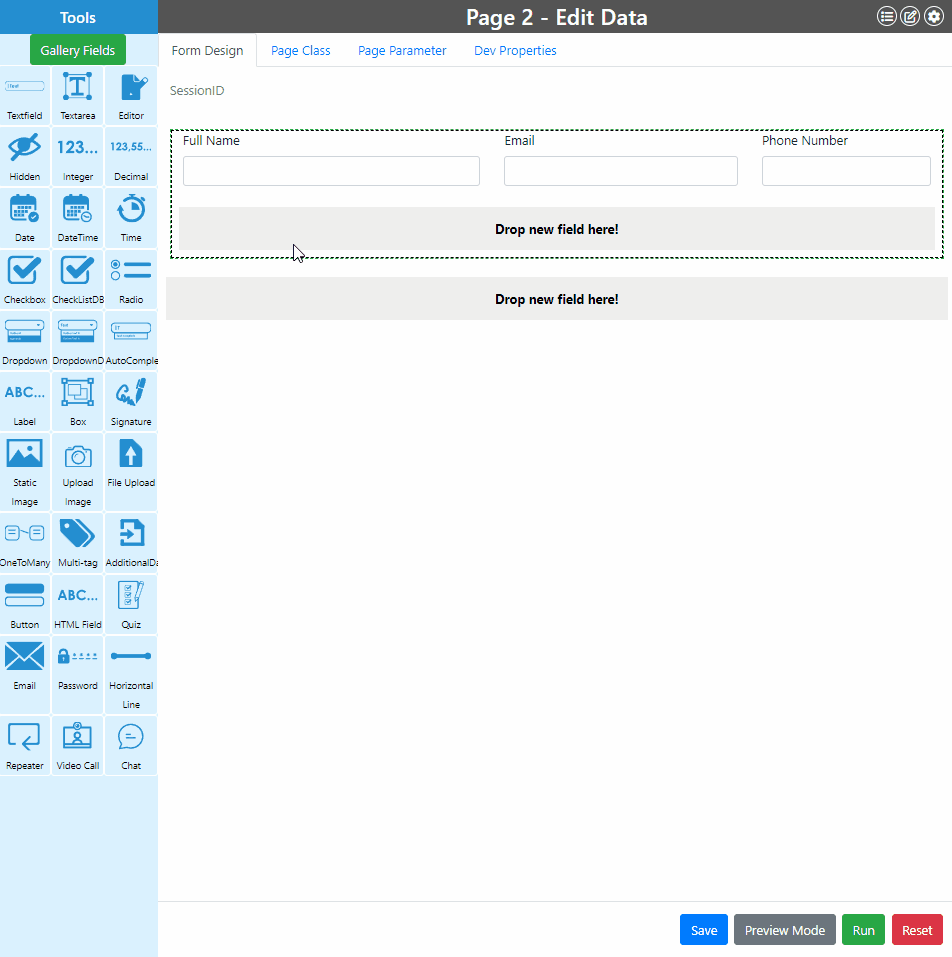 Tools
Page 2 - Edit Data
Gallery Fields
Form Design
Page Class
Page Parameter
Dev Properties
SessionID
Full Name
Email
Phone Number
Drop new field here!
Drop new field here!
Textfield
Textarea
Editor
123...
123,55...
Hidden
Integer
Decimal
Date
DateTime
Time
Checkbox
CheckListDB
Radio
Dropdown
DropdownD
AutoComple
ABC...
Label
Box
Signature
Static
Image
Upload
Image
File Upload
OneToMany
Multi-tag
AdditionalDa
ABC...
Button
HTML Field
Quiz
Email
Password
Horizontal
Line
Repeater
Video Call
Chat
Save
Preview Mode
Run
Reset